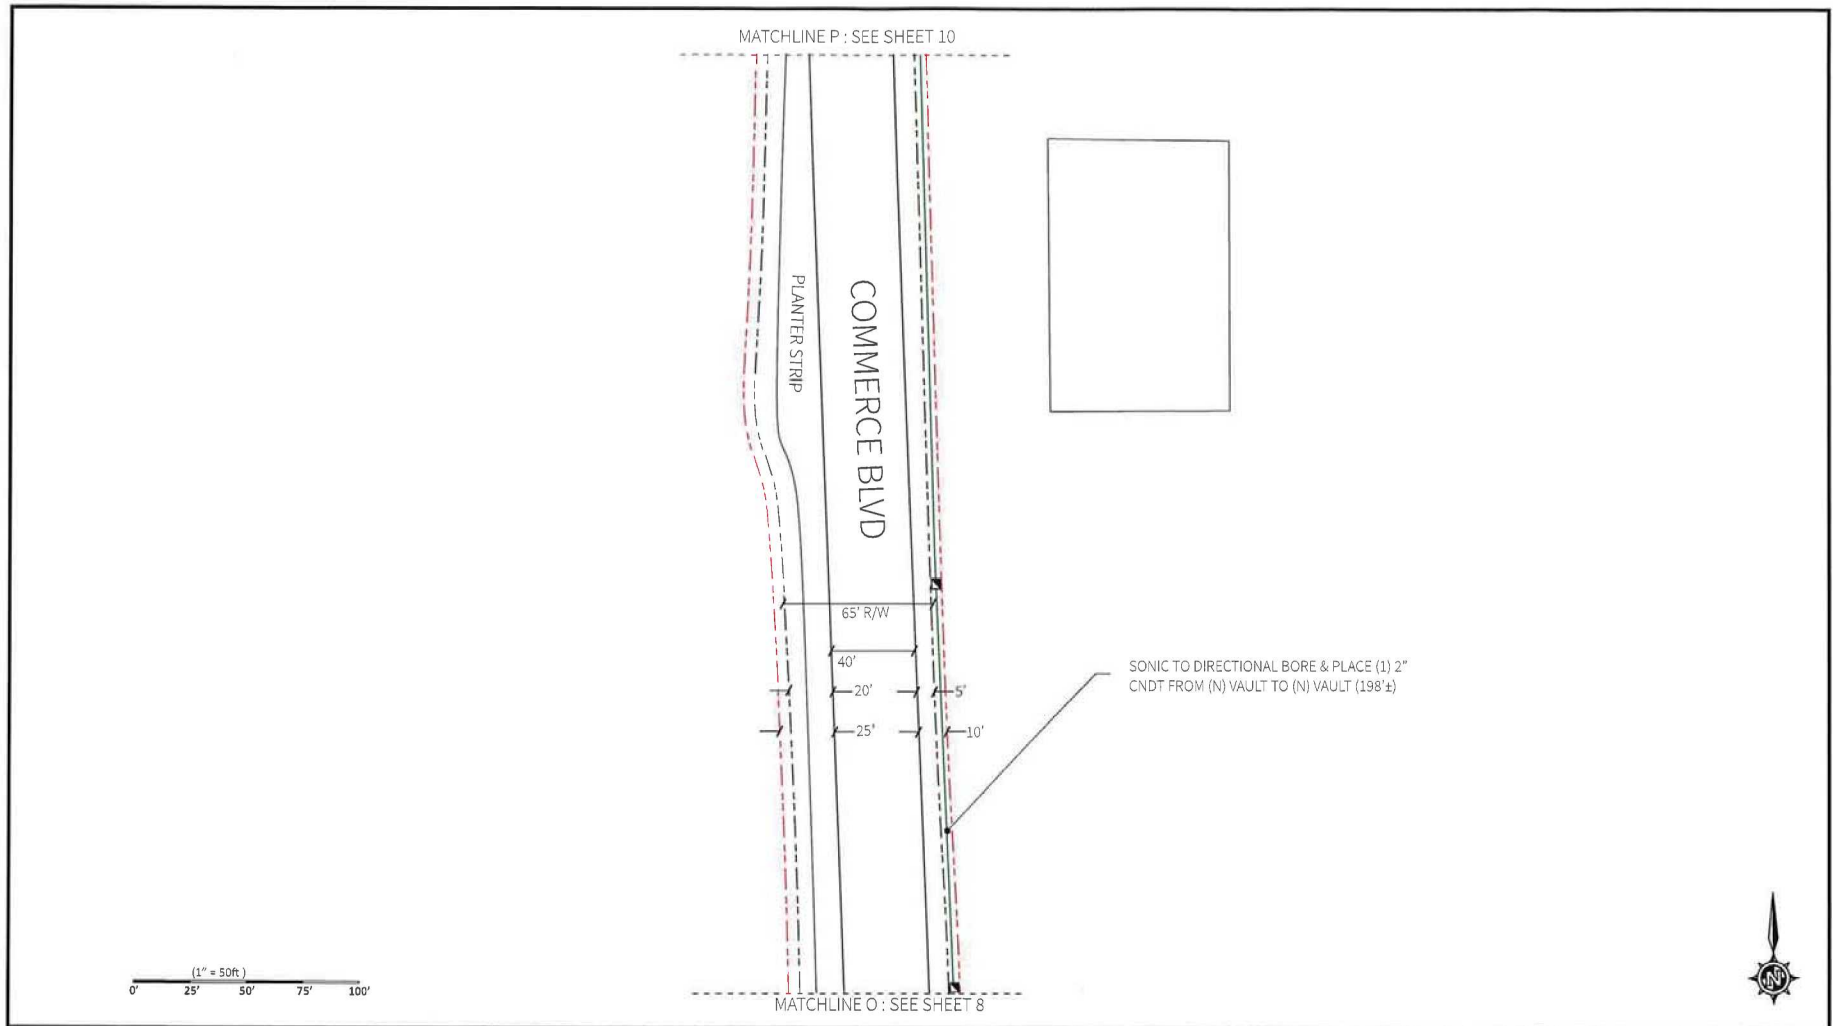 MATCHLINE P : SEE SHEET 10
PLANTER STRIP
COMMERCE BLVD
65' R/W
40'
20'
5'
25'
10'
SONIC TO DIRECTIONAL BORE & PLACE (1) 2"
CNDT FROM (N) VAULT TO (N) VAULT (198'±)
(1" = 50ft )
0' 25' 50' 75' 100'
N
MATCHLINE O : SEE SHEET 8